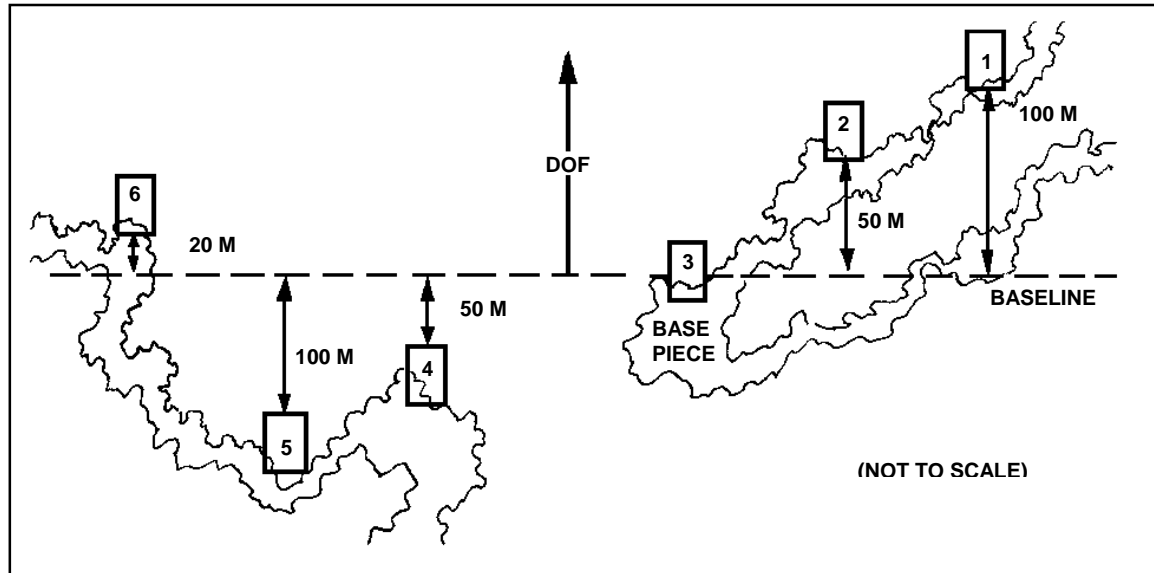 1
100 M
2
DOF
6
50 M
20 M
3
BASELINE
50 M
BASE
PIECE
100 M
4
5
(NOT TO SCALE)